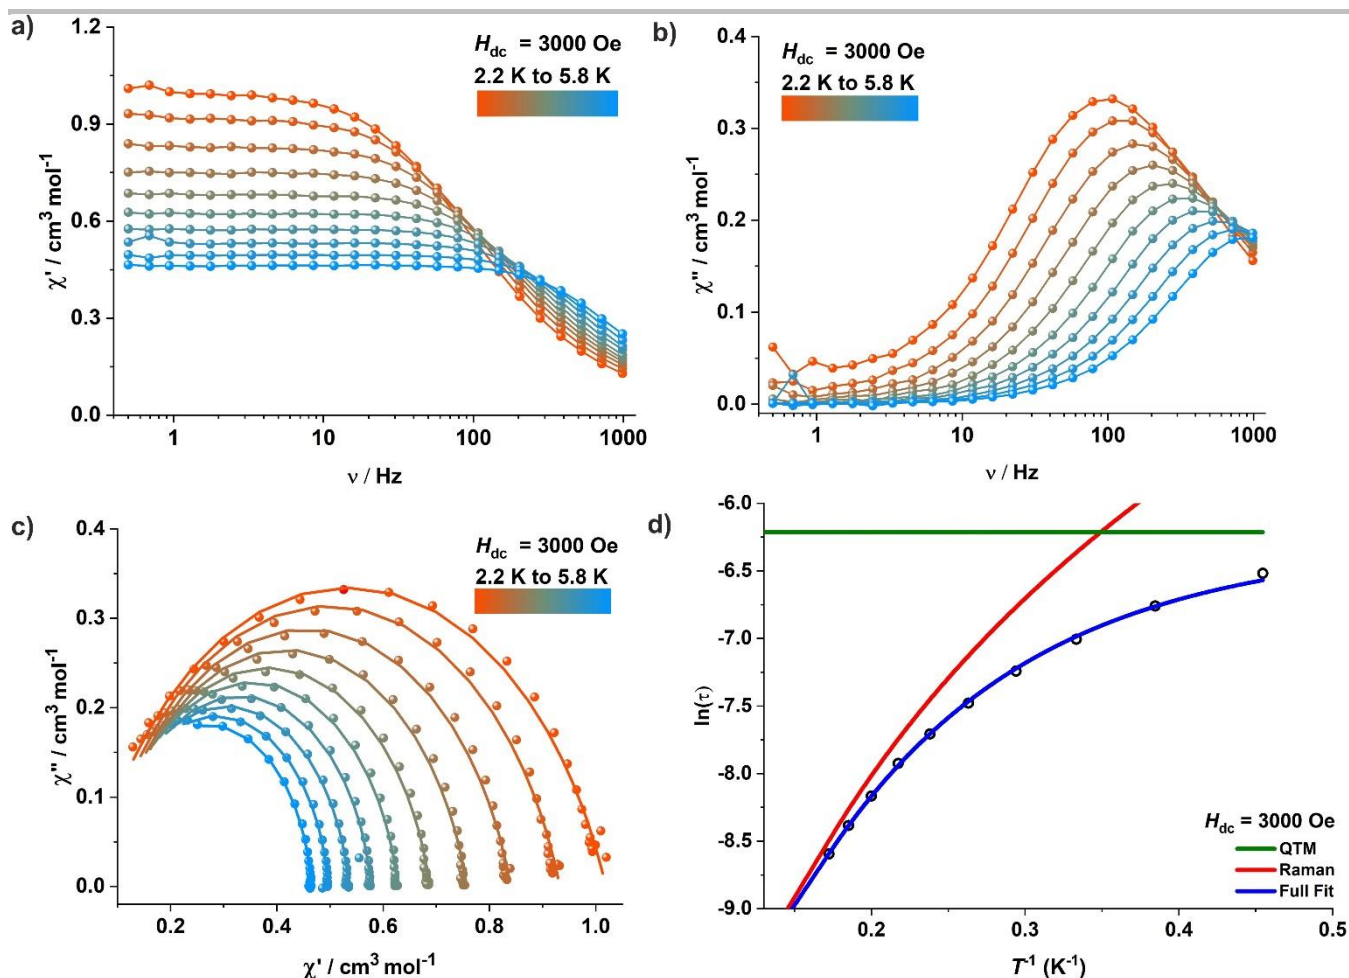 a)
H_dc = 3000 Oe
2.2 K to 5.8 K
1.2
0.9
0.6
0.3
0.0
χ' / cm³ mol⁻¹
1
10
100
1000
ν / Hz
b)
H_dc = 3000 Oe
2.2 K to 5.8 K
0.4
0.3
0.2
0.1
0.0
χ'' / cm³ mol⁻¹
1
10
100
1000
ν / Hz
c)
H_dc = 3000 Oe
2.2 K to 5.8 K
0.4
0.3
0.2
0.1
0.0
χ'' / cm³ mol⁻¹
0.2
0.4
0.6
0.8
1.0
χ' / cm³ mol⁻¹
d)
-6.0
-6.5
-7.0
-7.5
-8.0
-8.5
-9.0
ln(τ)
H_dc = 3000 Oe
QTM
Raman
Full Fit
0.2
0.3
0.4
0.5
T⁻¹ (K⁻¹)